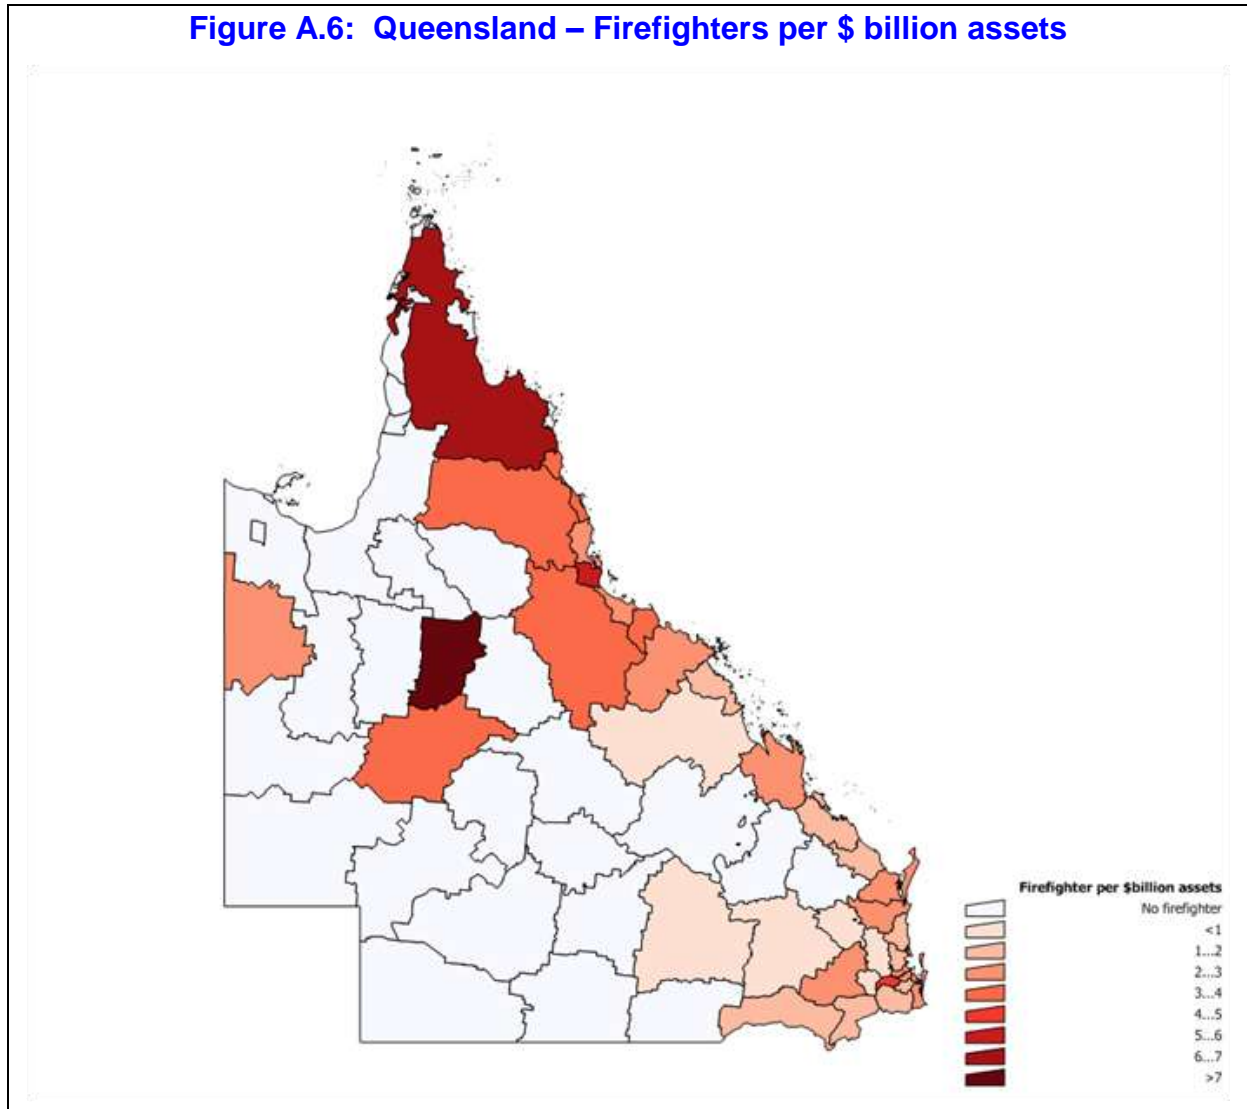 Figure A.6: Queensland – Firefighters per $ billion assets
Firefighter per $billion assets
No firefighter
<1
1...2
2...3
3...4
4...5
5...6
6...7
>7